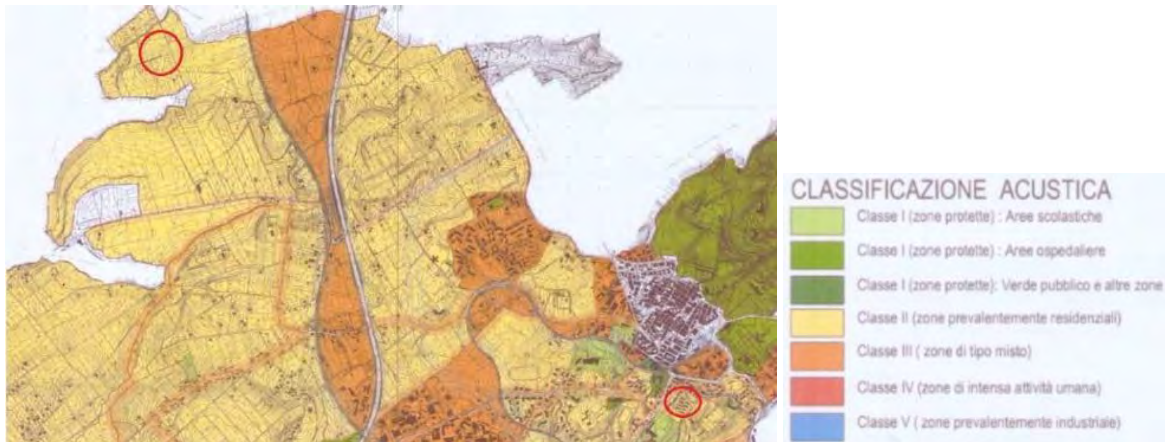 CLASSIFICAZIONE ACUSTICA
Classe I (zone protette) : Aree scolastiche
Classe I (zone protette) : Aree ospedaliere
Classe I (zone protette): Verde pubblico e altre zone
Classe II (zone prevalentemente residenziali)
Classe III ( zone di tipo misto)
Classe IV (zone di intensa attività umana)
Classe V ( zone prevalentemente industriale)